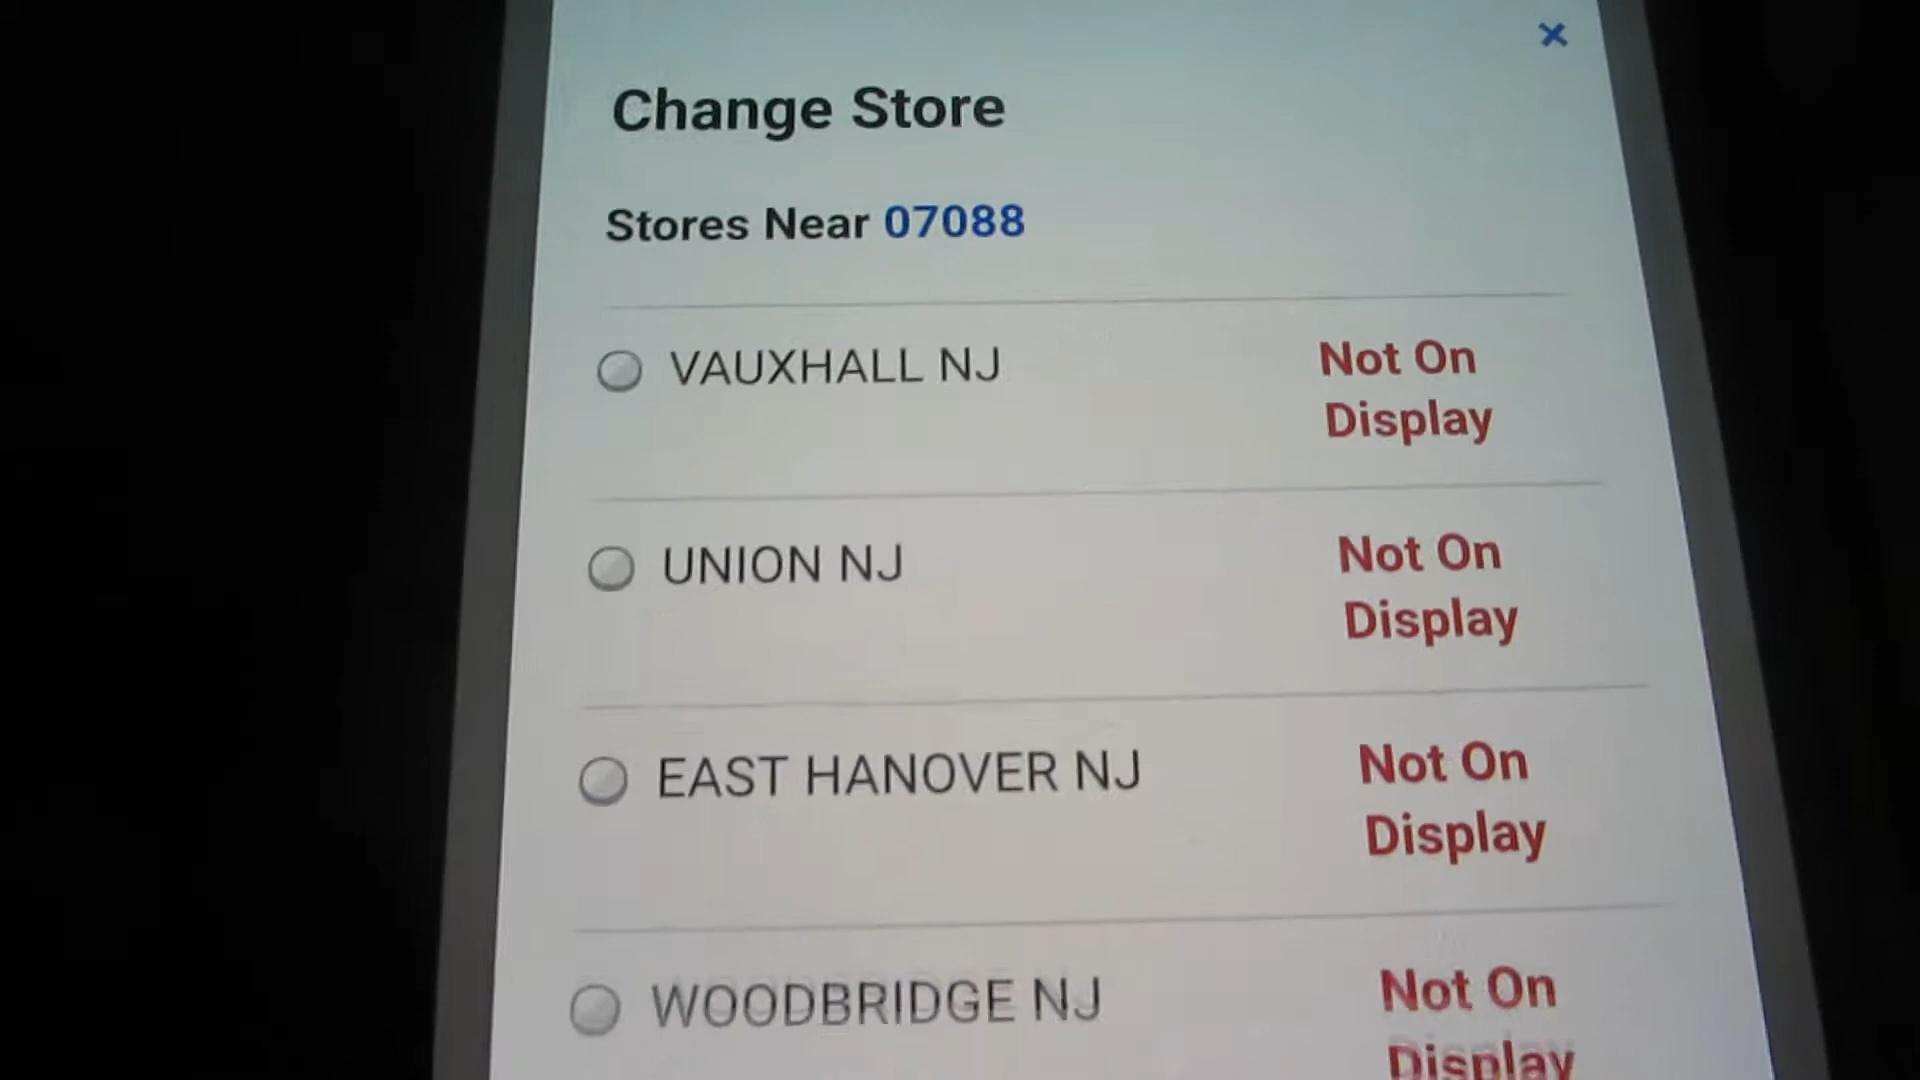 Change Store
Stores Near 07088
VAUXHALL NJ Not On
Display
UNION NJ Not On
Display
EAST HANOVER NJ Not On
Display
WOODBRIDGE NJ Not On
Display